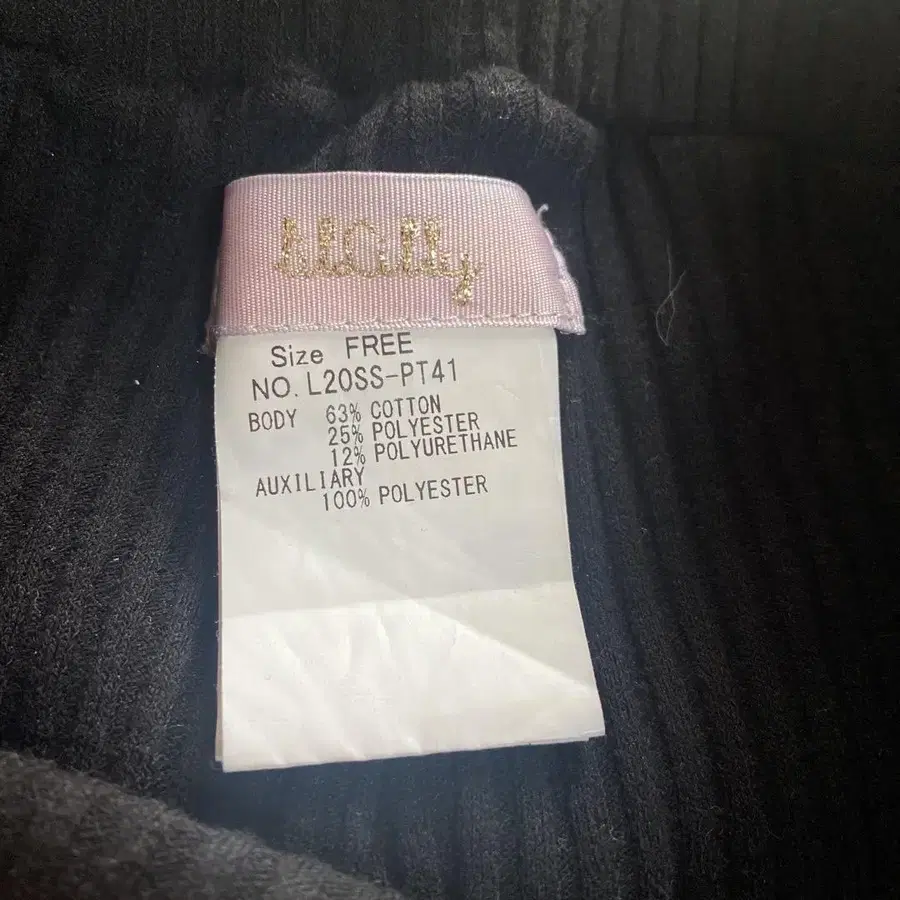 Size FREE
NO. L20SS-PT41
BODY 63% COTTON
25% POLYESTER
12% POLYURETHANE
AUXILIARY
100% POLYESTER